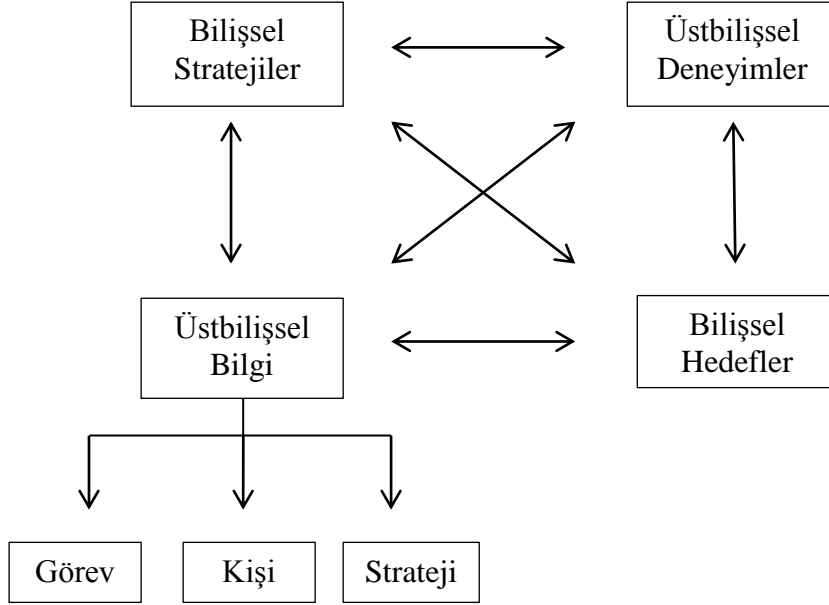 Bilişsel
Stratejiler
Üstbilişsel
Deneyimler
Üstbilişsel
Bilgi
Bilişsel
Hedefler
Görev
Kişi
Strateji